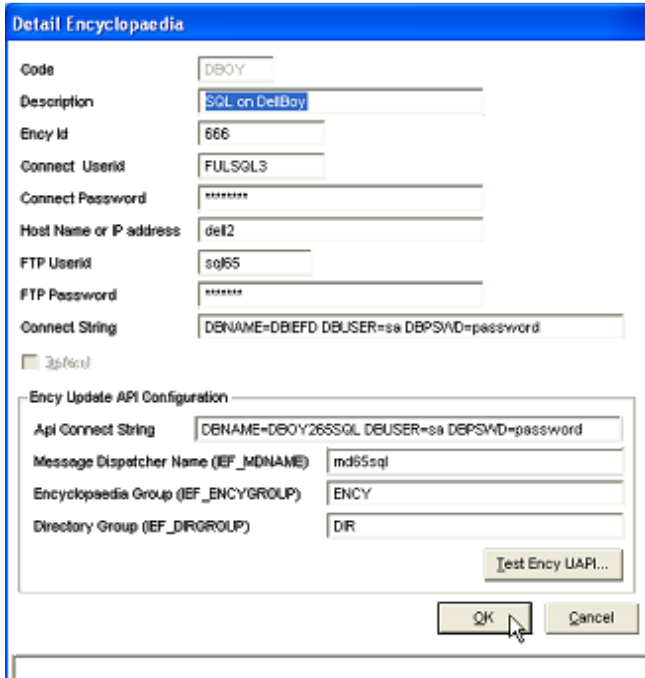 Detail Encyclopaedia
Code DBOY
Description SQL on DellBoy
Ency Id 666
Connect Userid FULSQL3
Connect Password ********
Host Name or IP address dell2
FTP Userid sql65
FTP Password *******
Connect String DBNAME=DBIEFD DBUSER=sa DBPSWD=password
Ency Update API Configuration
Api Connect String DBNAME=DBOY265SQL DBUSER=sa DBPSWD=password
Message Dispatcher Name (IEF_MDNAME) md65sql
Encyclopaedia Group (IEF_ENCYGROUP) ENCY
Directory Group (IEF_DIRGROUP) DIR
Test Ency UAPI...
OK Cancel